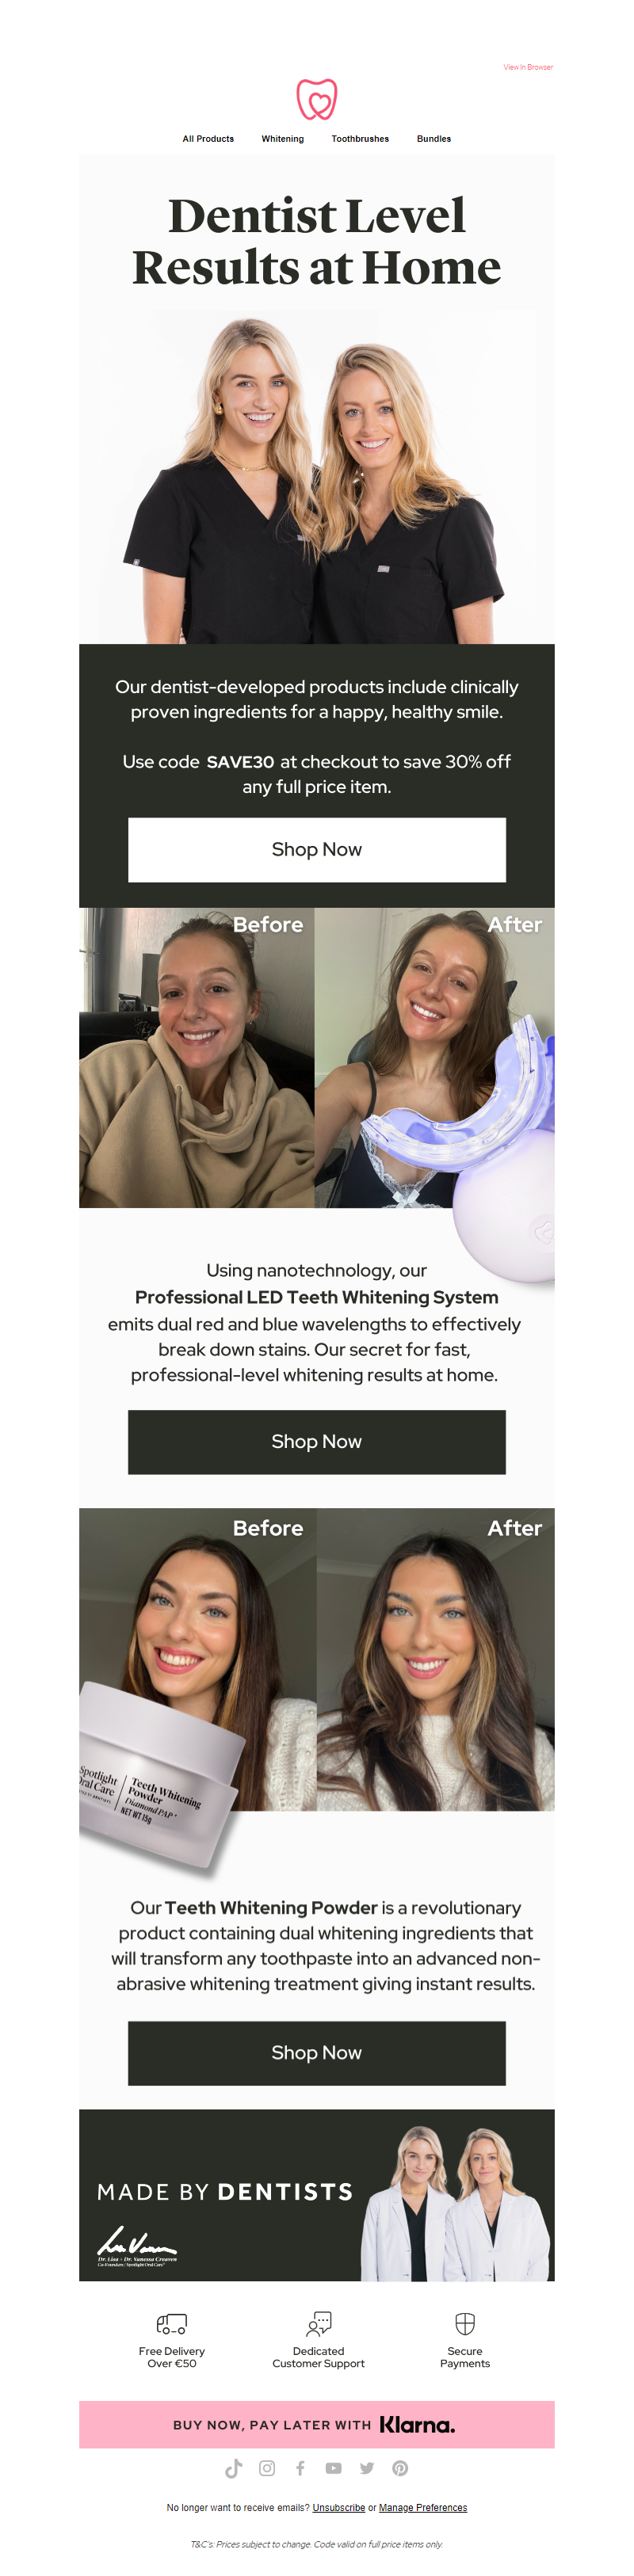 View In Browser
All Products Whitening Toothbrushes Bundles
Dentist Level
Results at Home
Our dentist-developed products include clinically
proven ingredients for a happy, healthy smile.
Use code SAVE30 at checkout to save 30% off
any full price item.
Shop Now
Before After
Using nanotechnology, our
Professional LED Teeth Whitening System
emits dual red and blue wavelengths to effectively
break down stains. Our secret for fast,
professional-level whitening results at home.
Shop Now
Before After
Spotlight
Oral Care
Teeth Whitening
Powder
Diamond PAP+
NET WT 15g
Our Teeth Whitening Powder is a revolutionary
product containing dual whitening ingredients that
will transform any toothpaste into an advanced non-
abrasive whitening treatment giving instant results.
Shop Now
MADE BY DENTISTS
Dr. Lisa + Dr. Vanessa Creaven
Co-Founders | Spotlight Oral Care
Free Delivery
Over €50
Dedicated
Customer Support
Secure
Payments
BUY NOW, PAY LATER WITH Klarna.
No longer want to receive emails? Unsubscribe or Manage Preferences
T&C's: Prices subject to change. Code valid on full price items only.